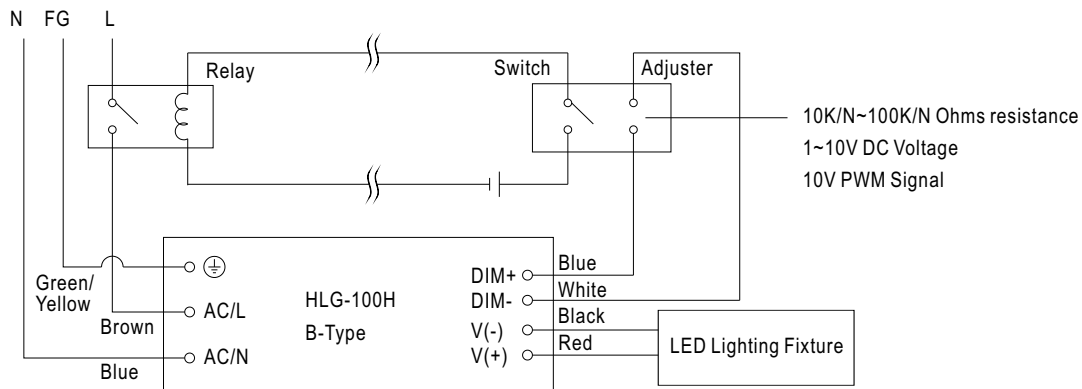 N FG L
Relay
Switch
Adjuster
10K/N~100K/N Ohms resistance
1~10V DC Voltage
10V PWM Signal
Green/
Yellow
Brown
Blue
AC/L
AC/N
HLG-100H
B-Type
DIM+
DIM-
V(-)
V(+)
Blue
White
Black
Red
LED Lighting Fixture